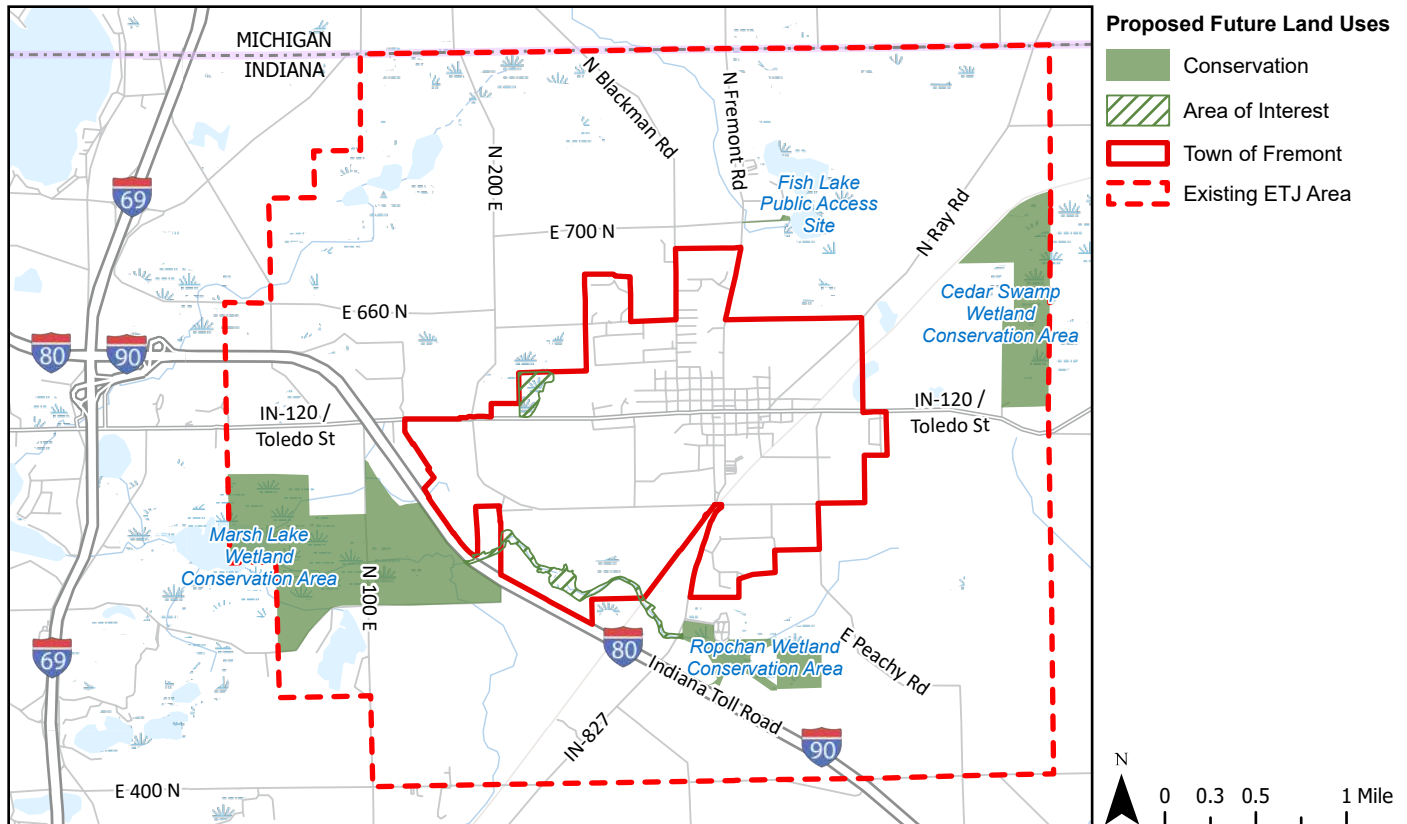 Proposed Future Land Uses
Conservation
Area of Interest
Town of Fremont
Existing ETJ Area
MICHIGAN
INDIANA
N Blackman Rd
N Fremont Rd
N 200 E
69
Fish Lake
Public Access
Site
E 700 N
N Ray Rd
E 660 N
Cedar Swamp
Wetland
Conservation Area
80
90
IN-120 /
Toledo St
IN-120 /
Toledo St
Marsh Lake
Wetland
Conservation Area
N 100 E
69
80
Ropchan Wetland
Conservation Area
E Peachy Rd
Indiana Toll Road
IN-827
90
E 400 N
N
0 0.3 0.5 1 Mile